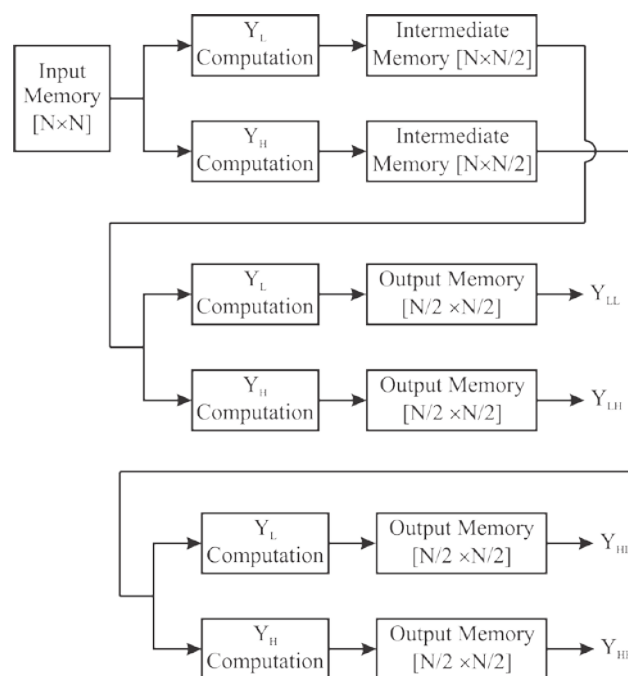 Input
Memory
[N×N]
Y_L
Computation
Intermediate
Memory [N×N/2]
Y_H
Computation
Intermediate
Memory [N×N/2]
Y_L
Computation
Output Memory
[N/2 ×N/2]
Y_LL
Y_H
Computation
Output Memory
[N/2 ×N/2]
Y_LH
Y_L
Computation
Output Memory
[N/2 ×N/2]
Y_H
Computation
Output Memory
[N/2 ×N/2]